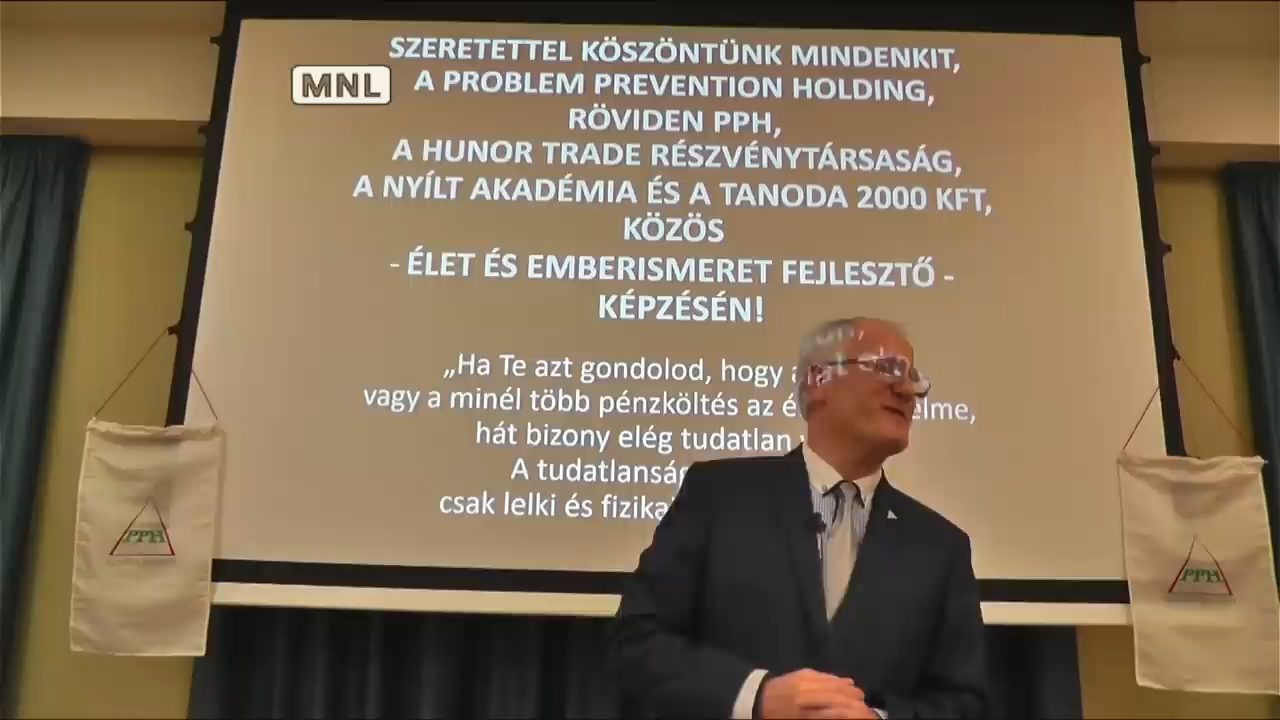 SZERETETTEL KÖSZÖNTÜNK MINDENKIT,
MNL
A PROBLEM PREVENTION HOLDING,
RÖVIDEN PPH,
A HUNOR TRADE RÉSZVÉNYTÁRSASÁG,
A NYÍLT AKADÉMIA ÉS A TANODA 2000 KFT,
KÖZÖS
- ÉLET ÉS EMBERISMERET FEJLESZTŐ -
KÉPZÉSÉN!
„Ha Te azt gondolod, hogy
vagy a minél több pénzköltés az
hát bizony elég tudatlan
A tudatlanság
csak lelki és
PPH
PPH